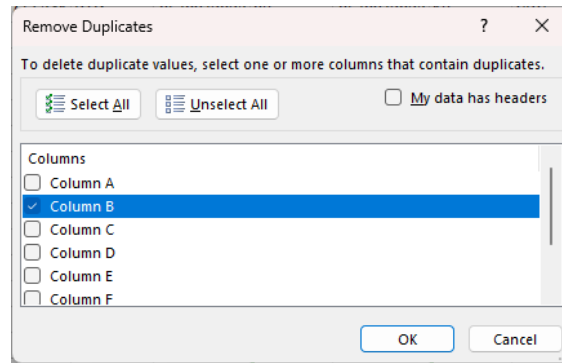 Remove Duplicates ?
To delete duplicate values, select one or more columns that contain duplicates.
Select All Unselect All My data has headers
Columns
Column A
Column B
Column C
Column D
Column E
Column F
OK Cancel